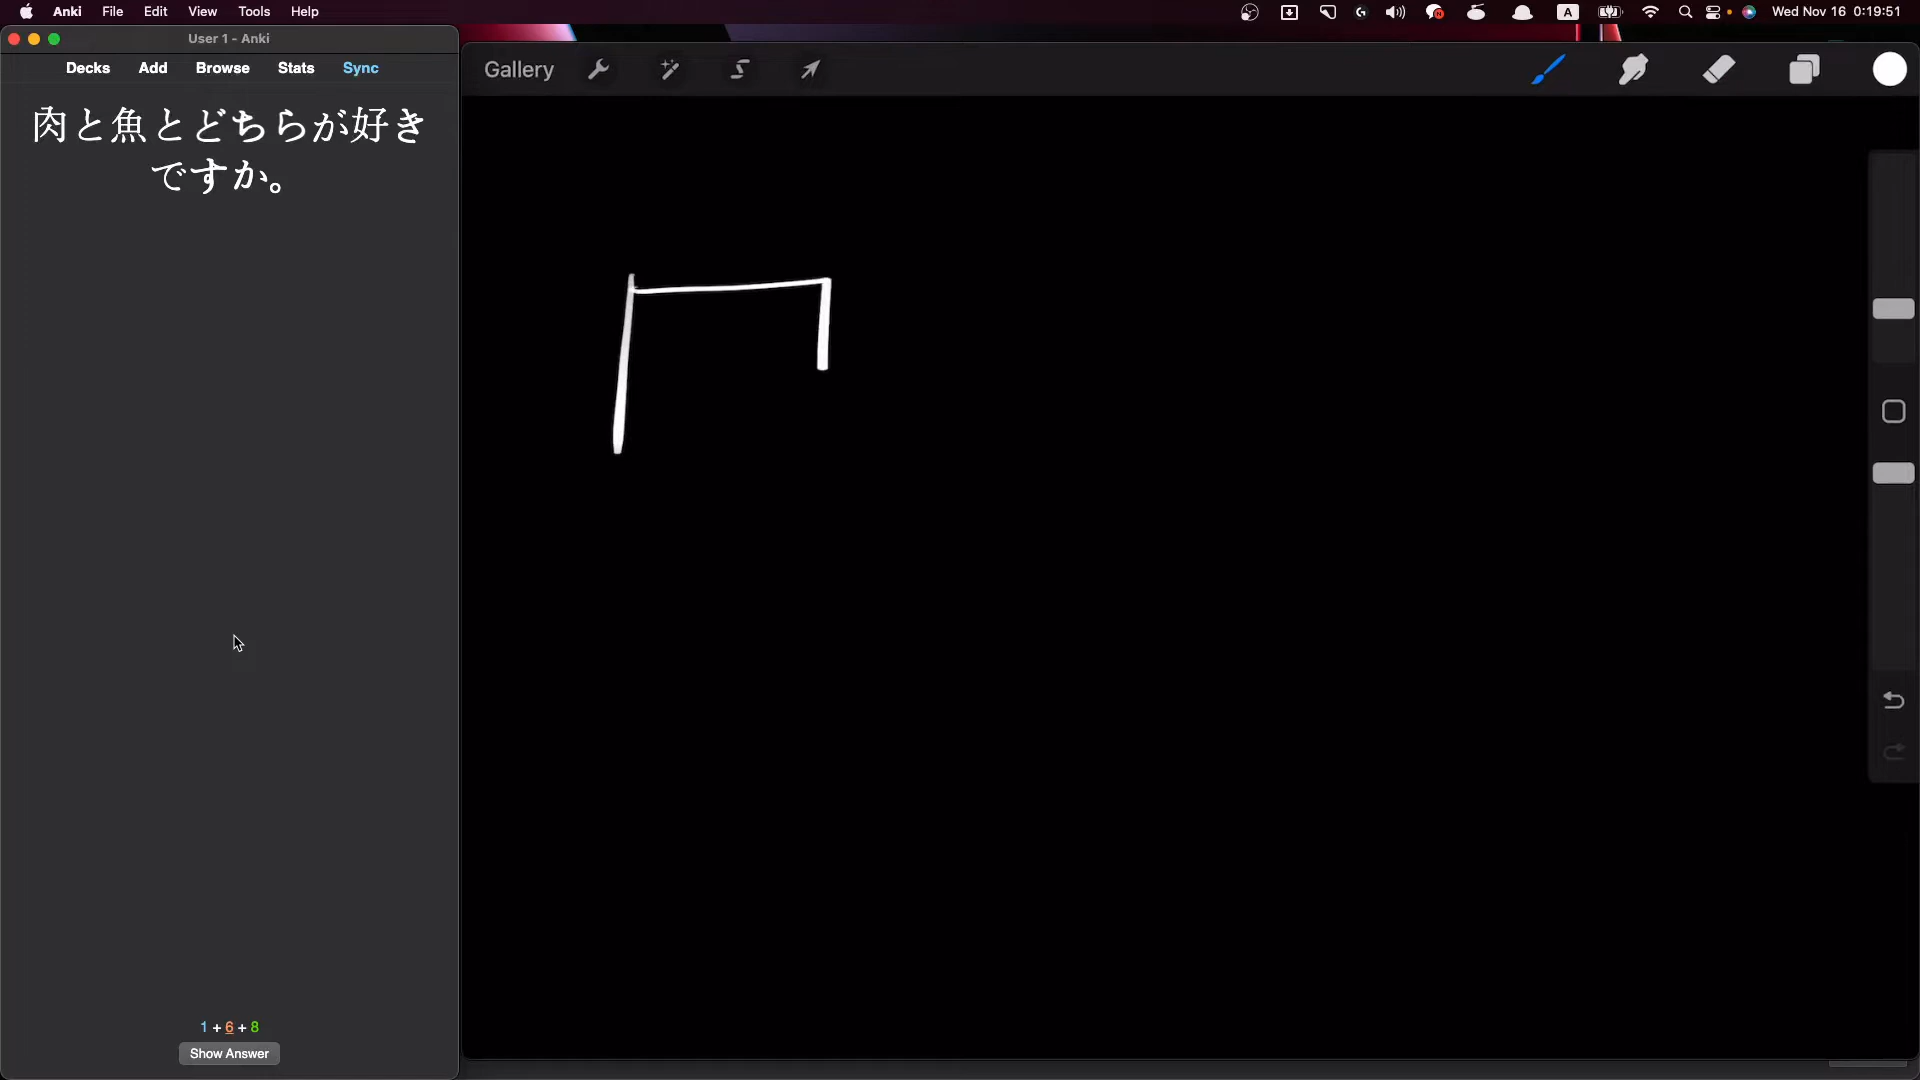 Anki File Edit View Tools Help A Wed Nov 16 0:19:51
User 1 - Anki
Decks Add Browse Stats Sync
肉と魚とどちらが好き
ですか。
1 + 6 + 8
Show Answer
Gallery